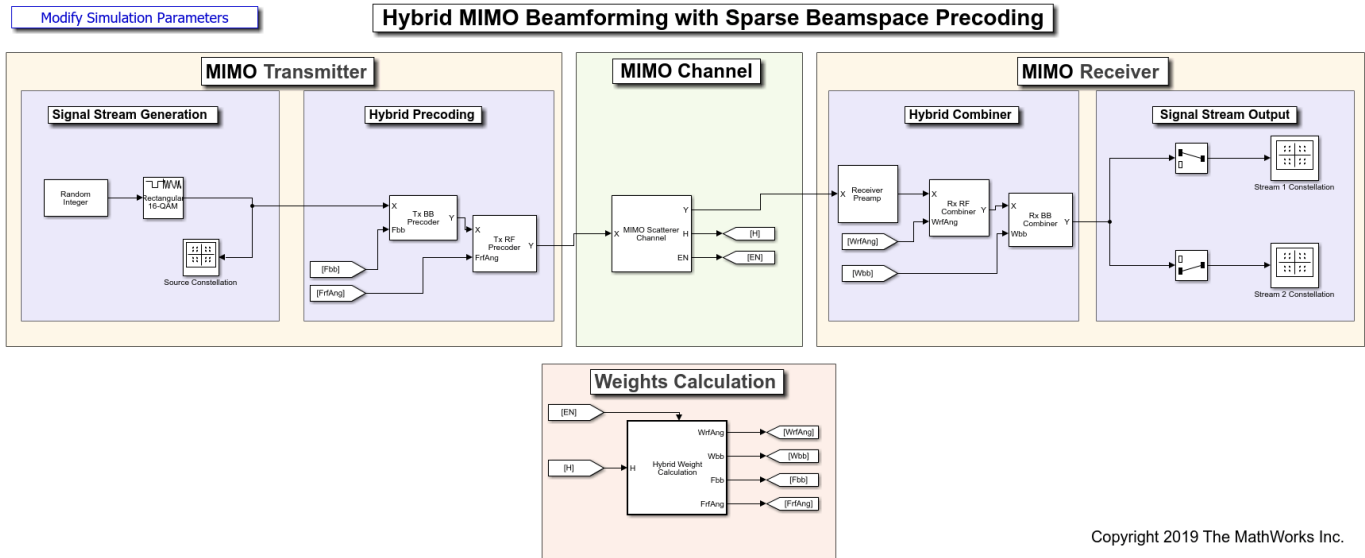 Modify Simulation Parameters
Hybrid MIMO Beamforming with Sparse Beamspace Precoding
MIMO Transmitter
Signal Stream Generation
Random
Integer
Rectangular
16-QAM
Source Constellation
Hybrid Precoding
X
Fbb
Tx BB
Precoder
Y
[Fbb]
[FrfAng]
X
FrfAng
Tx RF
Precoder
Y
MIMO Channel
X
MIMO Scatterer
Channel
Y
H
EN
[H]
[EN]
MIMO Receiver
Hybrid Combiner
X
Receiver
Preamp
[WrfAng]
[Wbb]
X
WrfAng
Rx RF
Combiner
Y
X
Wbb
Rx BB
Combiner
Y
Signal Stream Output
Stream 1 Constellation
Stream 2 Constellation
Weights Calculation
[EN]
[H]
H
Hybrid Weight
Calculation
WrfAng
Wbb
Fbb
FrfAng
[WrfAng]
[Wbb]
[Fbb]
[FrfAng]
Copyright 2019 The MathWorks Inc.